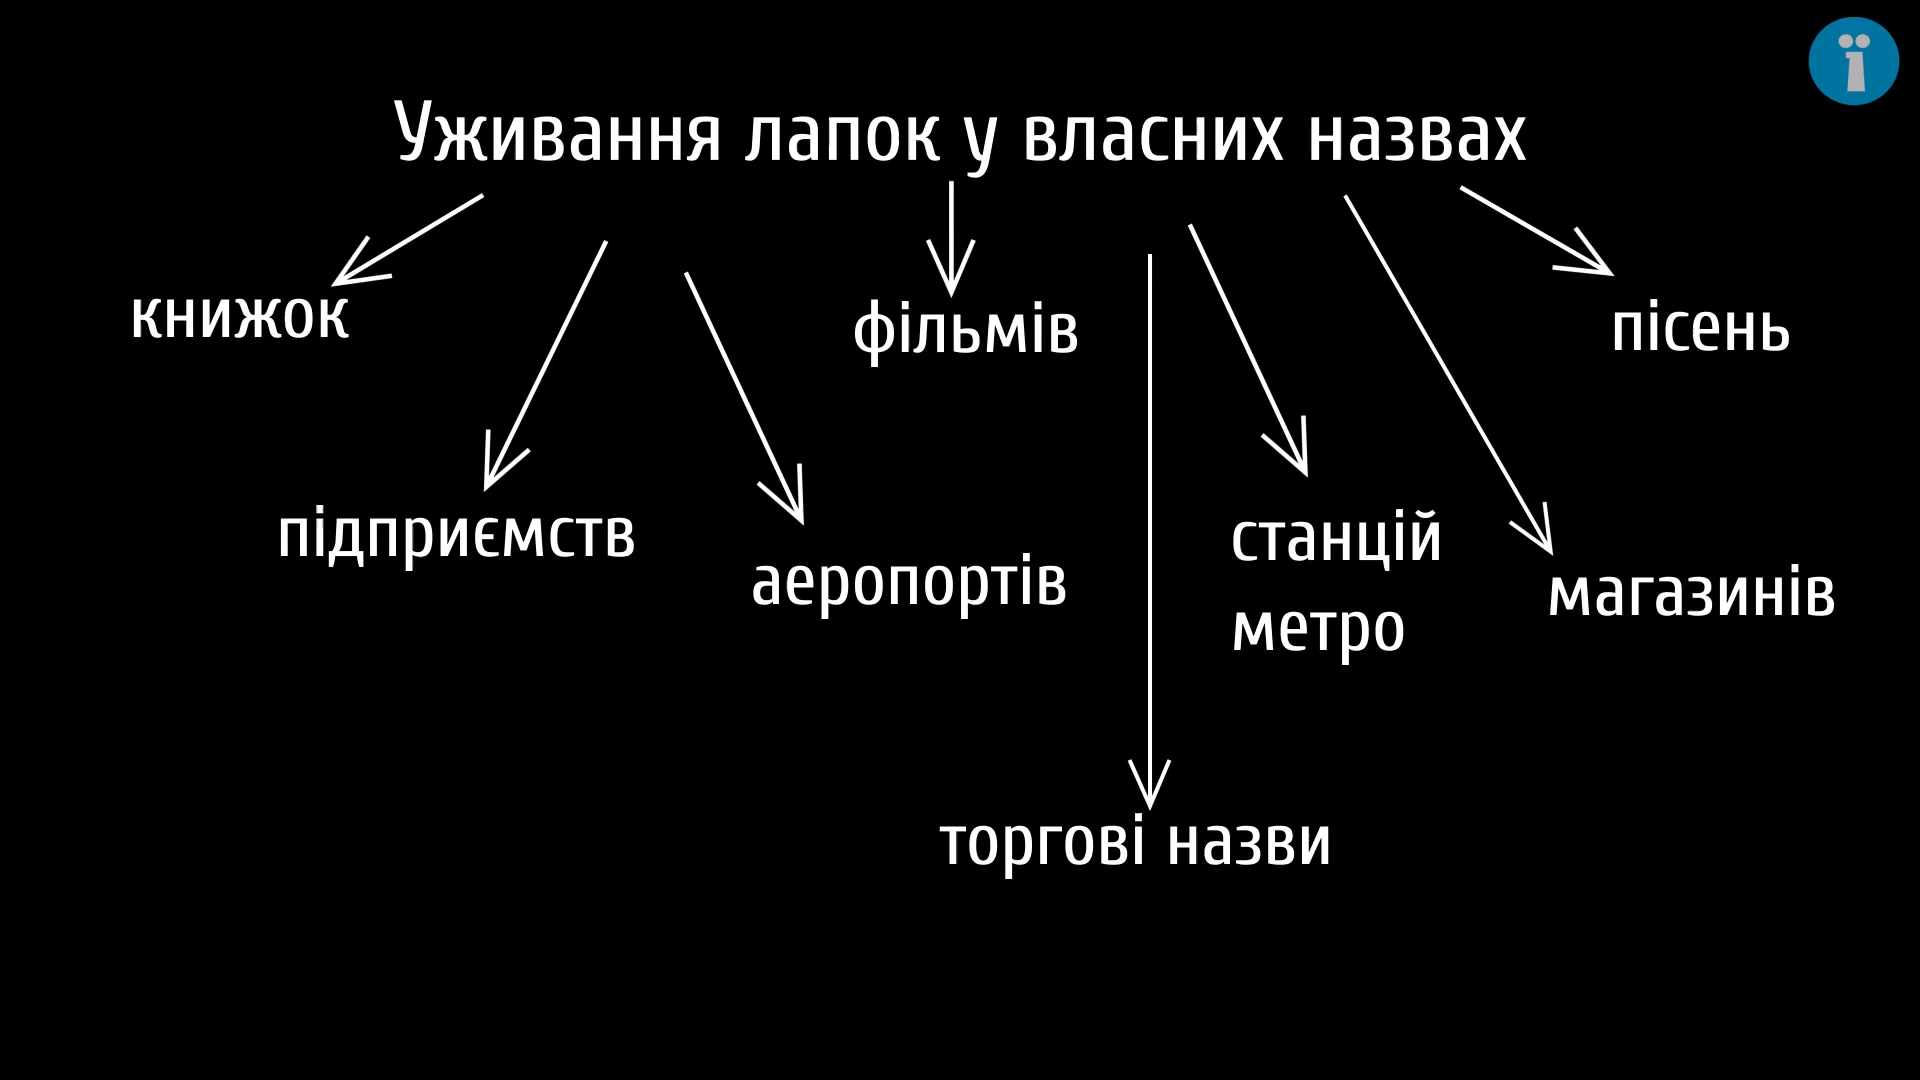 ї
Уживання лапок у власних назвах
книжок
фільмів
пісень
підприємств
аеропортів
станцій
метро
магазинів
торгові назви